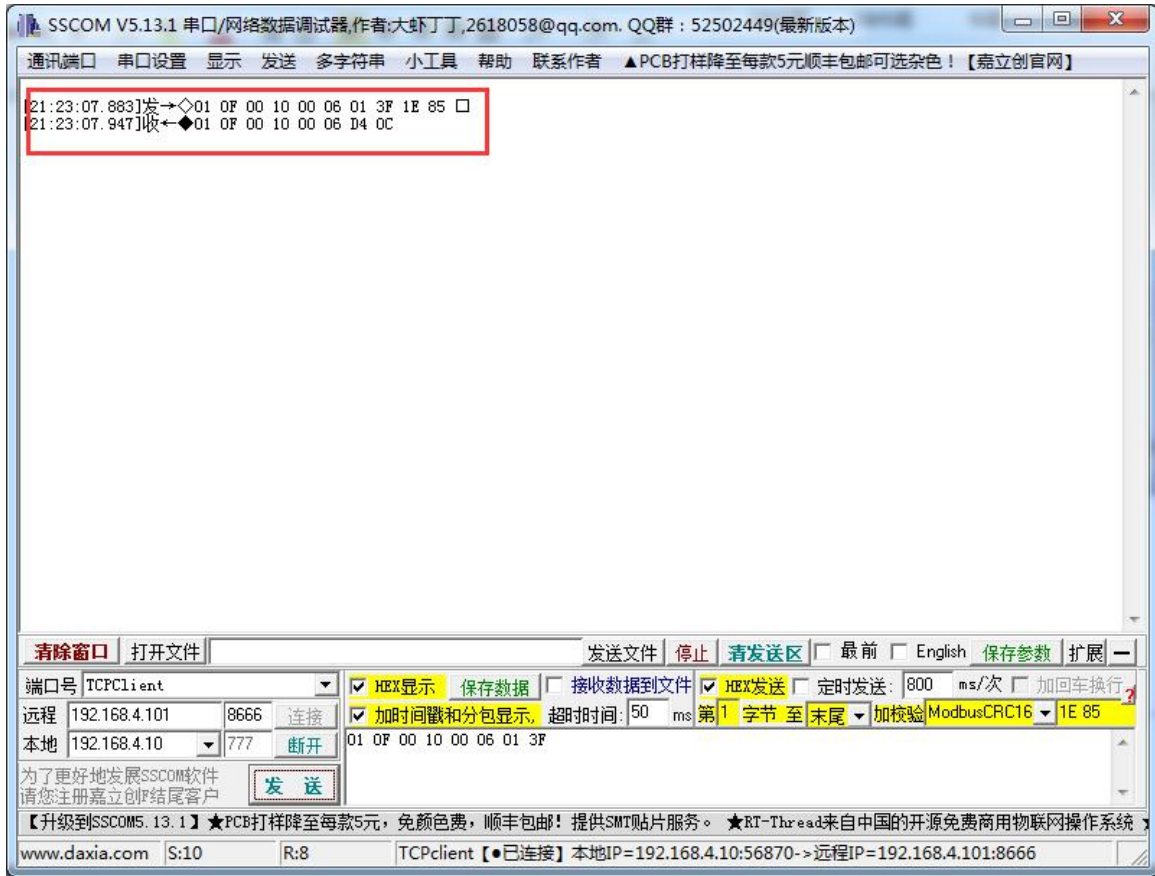 SSCOM V5.13.1 串口/网络数据调试器,作者:大虾丁丁,2618058@qq.com. QQ群：52502449(最新版本)
通讯端口 串口设置 显示 发送 多字符串 小工具 帮助 联系作者 ▲PCB打样降至每款5元顺丰包邮可选杂色！【嘉立创官网】
[21:23:07.883]发→◇01 0F 00 10 00 06 01 3F 1E 85 □
[21:23:07.947]收←◆01 0F 00 10 00 06 D4 0C
清除窗口 打开文件 发送文件 停止 清发送区 最前 English 保存参数 扩展 —
端口号 TCPClient HEX显示 保存数据 接收数据到文件 HEX发送 定时发送: 800 ms/次 加回车换行
远程 192.168.4.101 8666 连接 加时间戳和分包显示, 超时时间: 50 ms 第1 字节 至 末尾 加校验 ModbusCRC16 1E 85
?
本地 192.168.4.10 777 断开 01 0F 00 10 00 06 01 3F
为了更好地发展SSCOM软件
请您注册嘉立创F结尾客户
发 送
【升级到SSCOM5.13.1】★PCB打样降至每款5元，免颜色费，顺丰包邮！提供SMT贴片服务。 ★RT-Thread来自中国的开源免费商用物联网操作系统
www.daxia.com S:10 R:8 TCPclient【●已连接】本地IP=192.168.4.10:56870->远程IP=192.168.4.101:8666